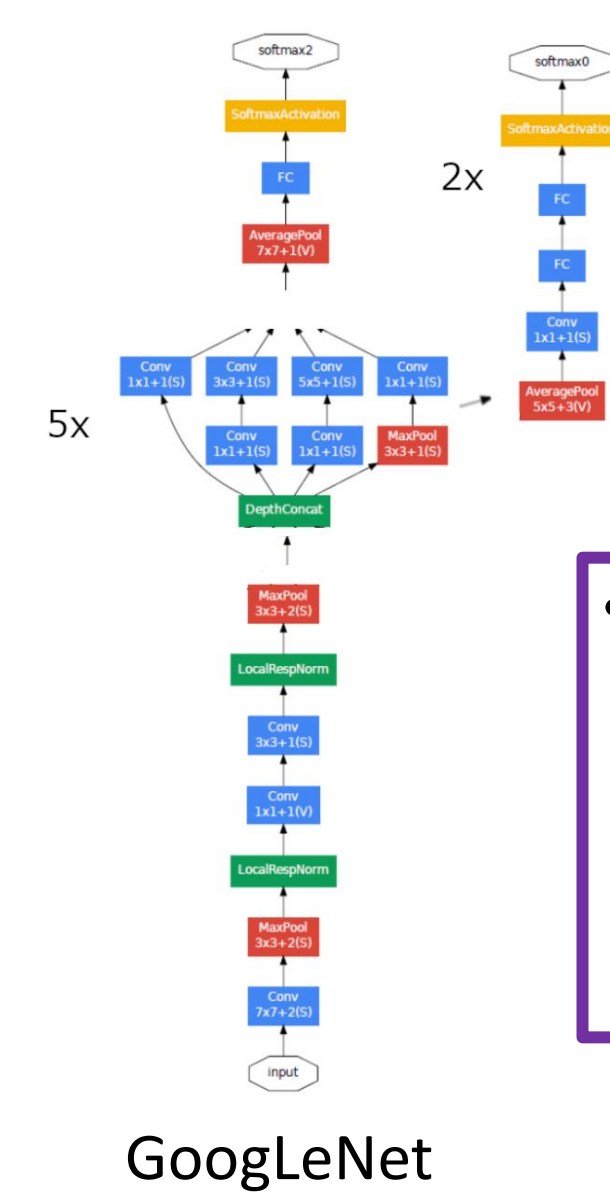 softmax2
SoftmaxActivation
FC
AveragePool
7x7+1(V)
2x
softmax0
SoftmaxActivation
FC
FC
Conv
1x1+1(S)
AveragePool
5x5+3(V)
5x
Conv
1x1+1(S)
Conv
3x3+1(S)
Conv
5x5+1(S)
Conv
1x1+1(S)
Conv
1x1+1(S)
Conv
1x1+1(S)
MaxPool
3x3+1(S)
DepthConcat
MaxPool
3x3+2(S)
LocalRespNorm
Conv
3x3+1(S)
Conv
1x1+1(V)
LocalRespNorm
MaxPool
3x3+2(S)
Conv
7x7+2(S)
input
GoogLeNet